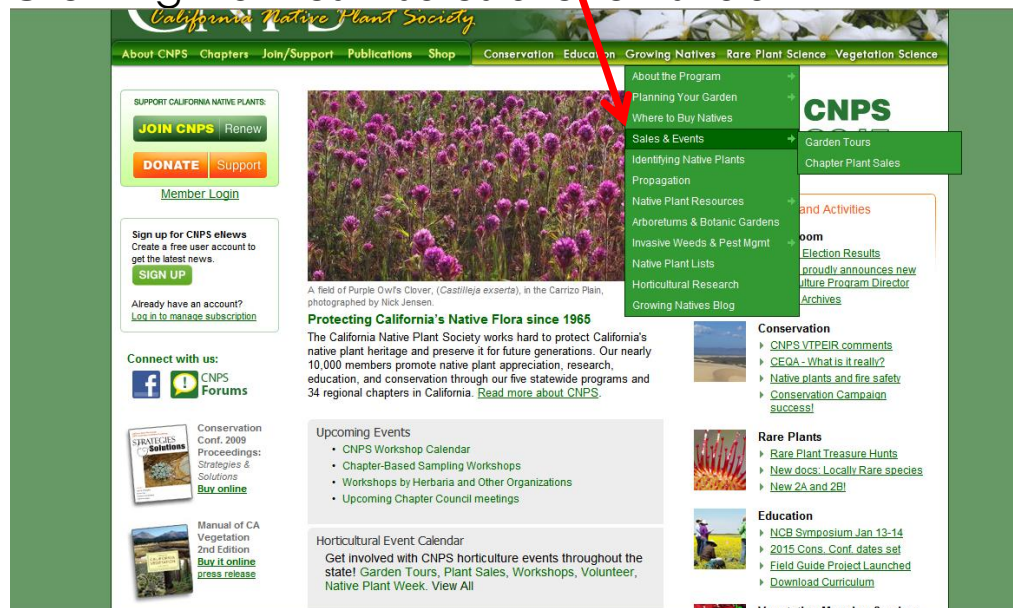 California Native Plant Society
About CNPS Chapters Join/Support Publications Shop Conservation Education Growing Natives Rare Plant Science Vegetation Science
About the Program
Planning Your Garden
Where to Buy Natives
Sales & Events
Identifying Native Plants
Propagation
Native Plant Resources
Arboretums & Botanic Gardens
Invasive Weeds & Pest Mgmt
Native Plant Lists
Horticultural Research
Growing Natives Blog
Garden Tours
Chapter Plant Sales
SUPPORT CALIFORNIA NATIVE PLANTS:
JOIN CNPS Renew
DONATE Support
Member Login
Sign up for CNPS eNews
Create a free user account to
get the latest news.
SIGN UP
Already have an account?
Log in to manage subscription
Connect with us:
CNPS
Forums
STRATEGIES
Solutions
Conservation
Conf. 2009
Proceedings:
Strategies &
Solutions
Buy online
Manual of CA
Vegetation
2nd Edition
Buy it online
press release
A field of Purple Owl's Clover, (Castilleja exserta), in the Carrizo Plain,
photographed by Nick Jensen.
Protecting California's Native Flora since 1965
The California Native Plant Society works hard to protect California's
native plant heritage and preserve it for future generations. Our nearly
10,000 members promote native plant appreciation, research,
education, and conservation through our five statewide programs and
34 regional chapters in California. Read more about CNPS.
Upcoming Events
CNPS Workshop Calendar
Chapter-Based Sampling Workshops
Workshops by Herbaria and Other Organizations
Upcoming Chapter Council meetings
Horticultural Event Calendar
Get involved with CNPS horticulture events throughout the
state! Garden Tours, Plant Sales, Workshops, Volunteer,
Native Plant Week. View All
CNPS
and Activities
oom
Election Results
proudly announces new
ulture Program Director
Archives
Conservation
CNPS VTPEIR comments
CEQA - What is it really?
Native plants and fire safety
Conservation Campaign
success!
Rare Plants
Rare Plant Treasure Hunts
New docs: Locally Rare species
New 2A and 2B!
Education
NCB Symposium Jan 13-14
2015 Cons. Conf. dates set
Field Guide Project Launched
Download Curriculum